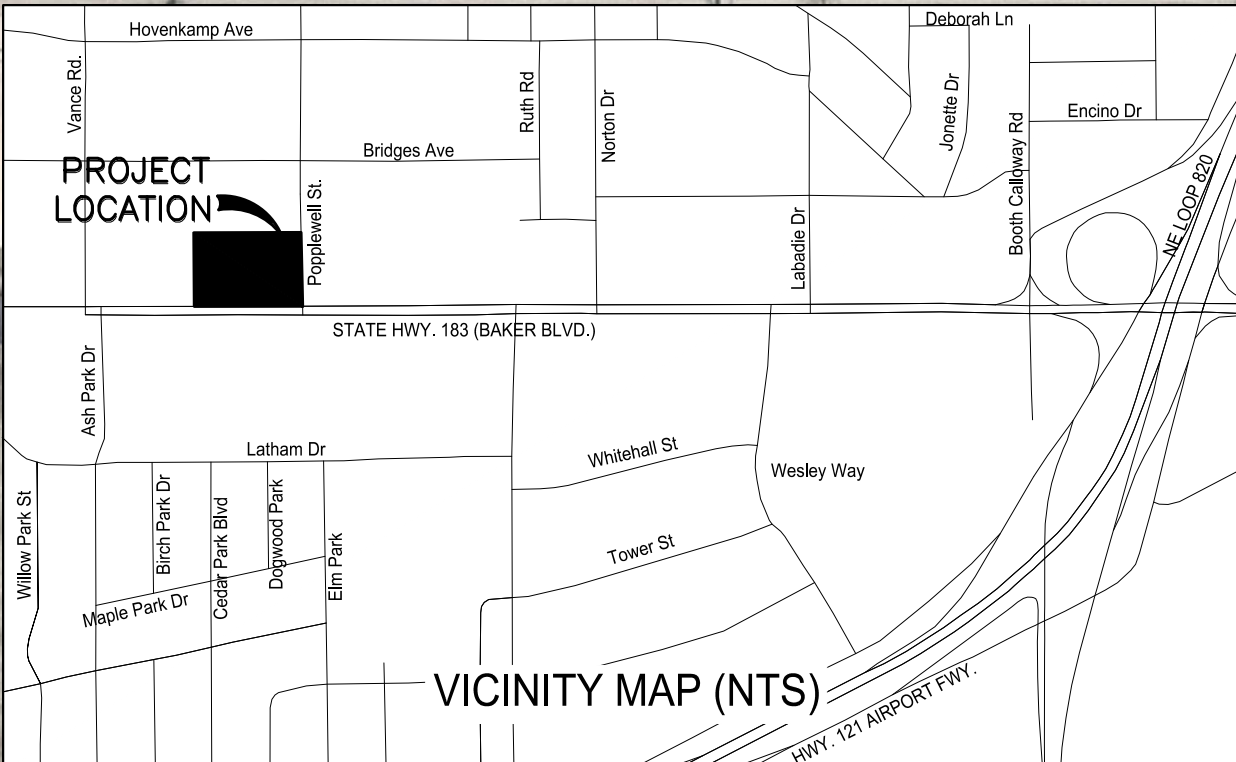 Hovenkamp Ave
Deborah Ln
Vance Rd.
Ruth Rd
Norton Dr
Jonette Dr
Booth Calloway Rd
Encino Dr
Bridges Ave
PROJECT
LOCATION
Popplewell St.
Labadie Dr
NE LOOP 820
STATE HWY. 183 (BAKER BLVD.)
Ash Park Dr
Latham Dr
Whitehall St
Wesley Way
Willow Park St
Birch Park Dr
Cedar Park Blvd
Dogwood Park
Elm Park
Tower St
Maple Park Dr
VICINITY MAP (NTS)
HWY. 121 AIRPORT FWY.